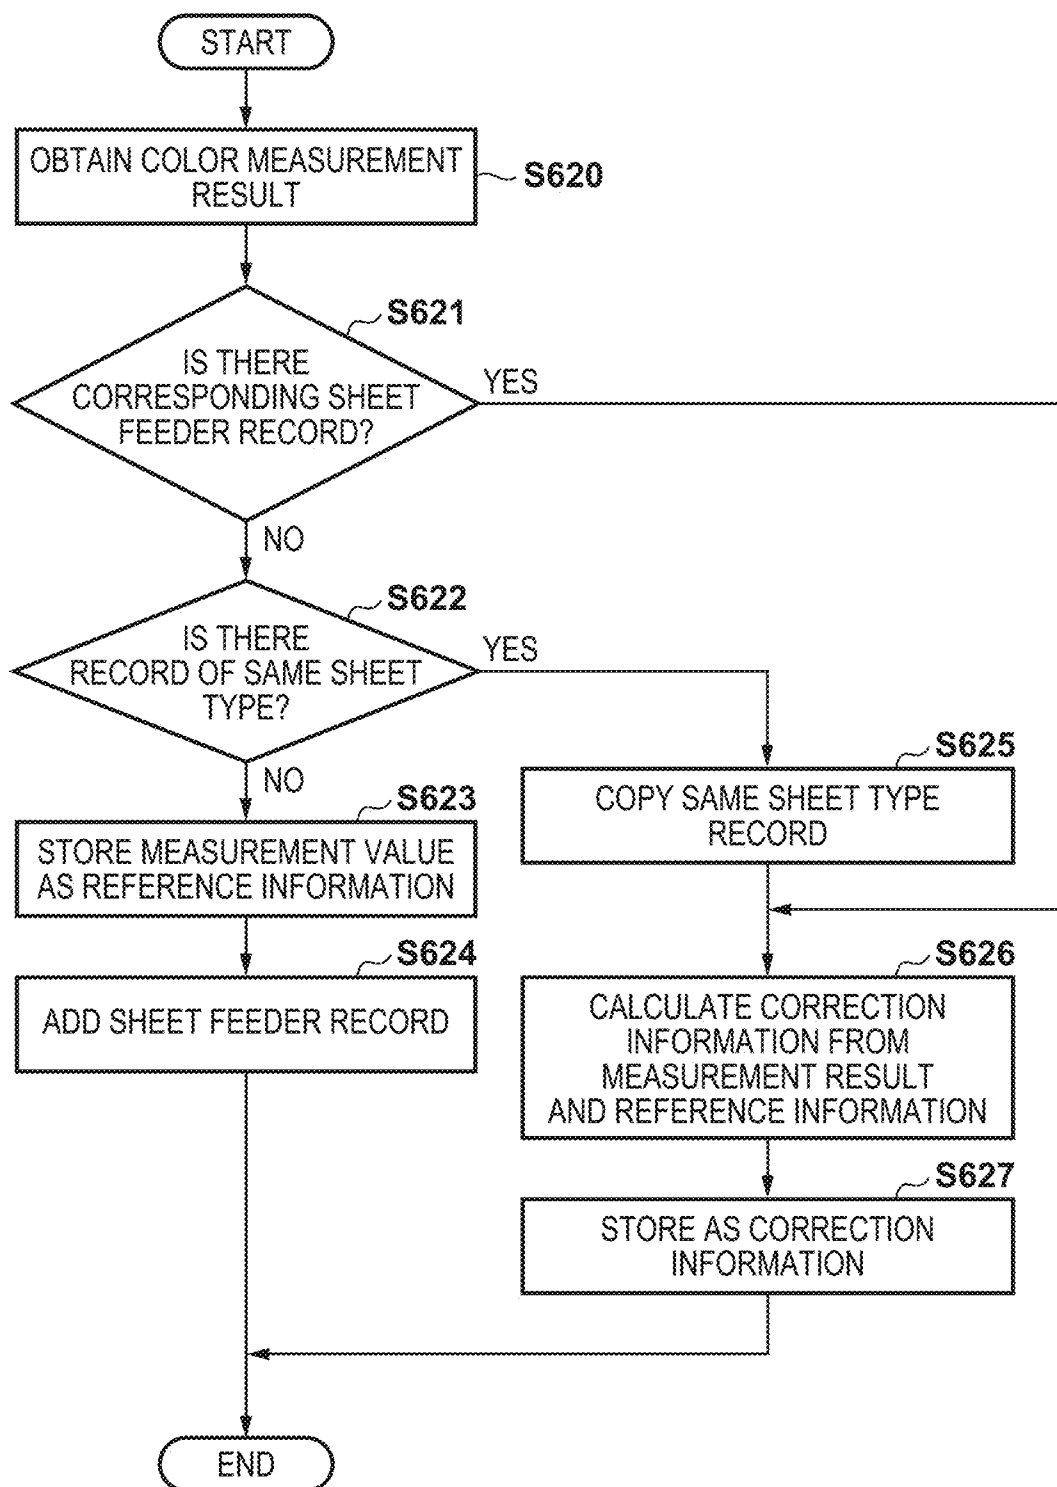 START
OBTAIN COLOR MEASUREMENT
RESULT
S620
S621
IS THERE
CORRESPONDING SHEET
FEEDER RECORD?
YES
NO
S622
IS THERE
RECORD OF SAME SHEET
TYPE?
YES
NO
S623
STORE MEASUREMENT VALUE
AS REFERENCE INFORMATION
S624
ADD SHEET FEEDER RECORD
S625
COPY SAME SHEET TYPE
RECORD
S626
CALCULATE CORRECTION
INFORMATION FROM
MEASUREMENT RESULT
AND REFERENCE INFORMATION
S627
STORE AS CORRECTION
INFORMATION
END